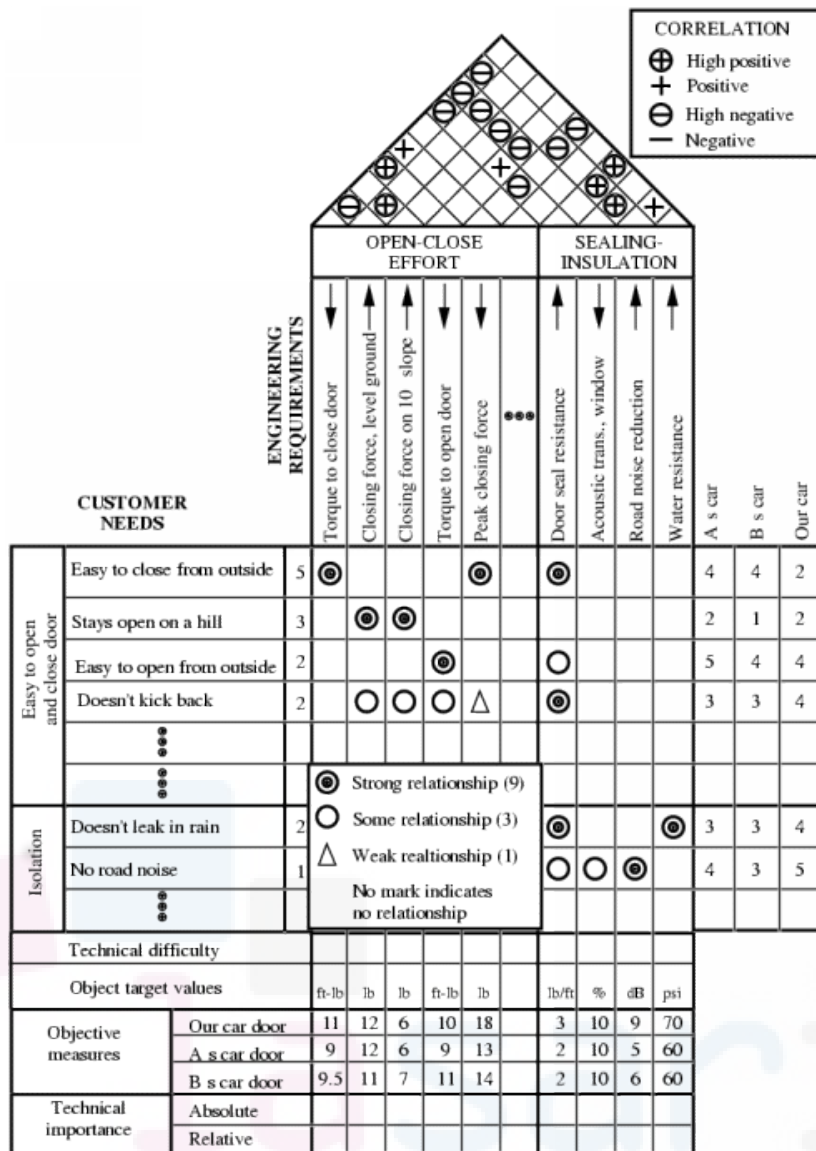 CORRELATION
High positive
+ Positive
High negative
− Negative
OPEN-CLOSE
EFFORT
SEALING-
INSULATION
ENGINEERING
REQUIREMENTS
Torque to close door
Closing force, level ground
Closing force on 10 slope
Torque to open door
Peak closing force
Door seal resistance
Acoustic trans., window
Road noise reduction
Water resistance
A s car
B s car
Our car
CUSTOMER
NEEDS
Easy to open
and close door
Easy to close from outside 5 4 4 2
Stays open on a hill 3 2 1 2
Easy to open from outside 2 5 4 4
Doesn't kick back 2 3 3 4
Strong relationship (9)
Some relationship (3)
Weak realtionship (1)
No mark indicates
no relationship
Isolation
Doesn't leak in rain 2 3 3 4
No road noise 1 4 3 5
Technical difficulty
Object target values ft-lb lb lb ft-lb lb lb/ft % dB psi
Objective
measures
Our car door 11 12 6 10 18 3 10 9 70
A s car door 9 12 6 9 13 2 10 5 60
B s car door 9.5 11 7 11 14 2 10 6 60
Technical
importance
Absolute
Relative